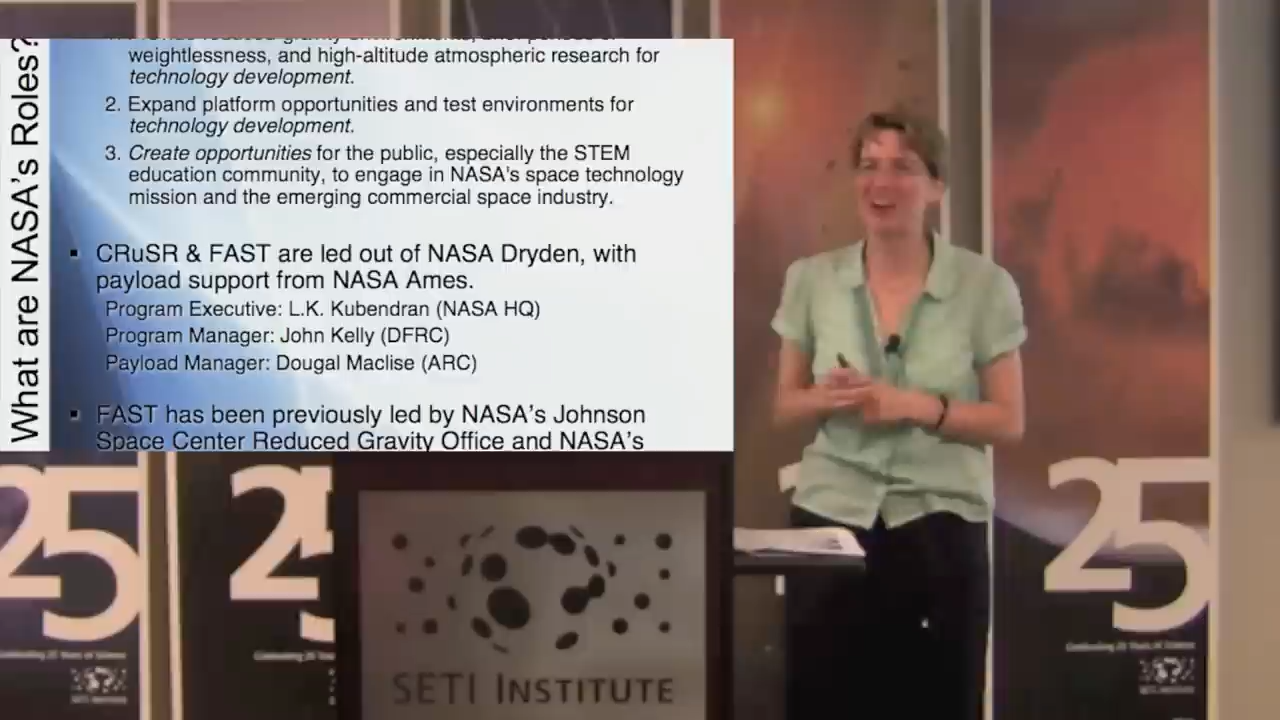 What are NASA's Roles?
weightlessness, and high-altitude atmospheric research for
technology development.
2. Expand platform opportunities and test environments for
technology development.
3. Create opportunities for the public, especially the STEM
education community, to engage in NASA's space technology
mission and the emerging commercial space industry.
▪ CRuSR & FAST are led out of NASA Dryden, with
payload support from NASA Ames.
Program Executive: L.K. Kubendran (NASA HQ)
Program Manager: John Kelly (DFRC)
Payload Manager: Dougal Maclise (ARC)
▪ FAST has been previously led by NASA's Johnson
Space Center Reduced Gravity Office and NASA's
25
25
25
SETI INSTITUTE